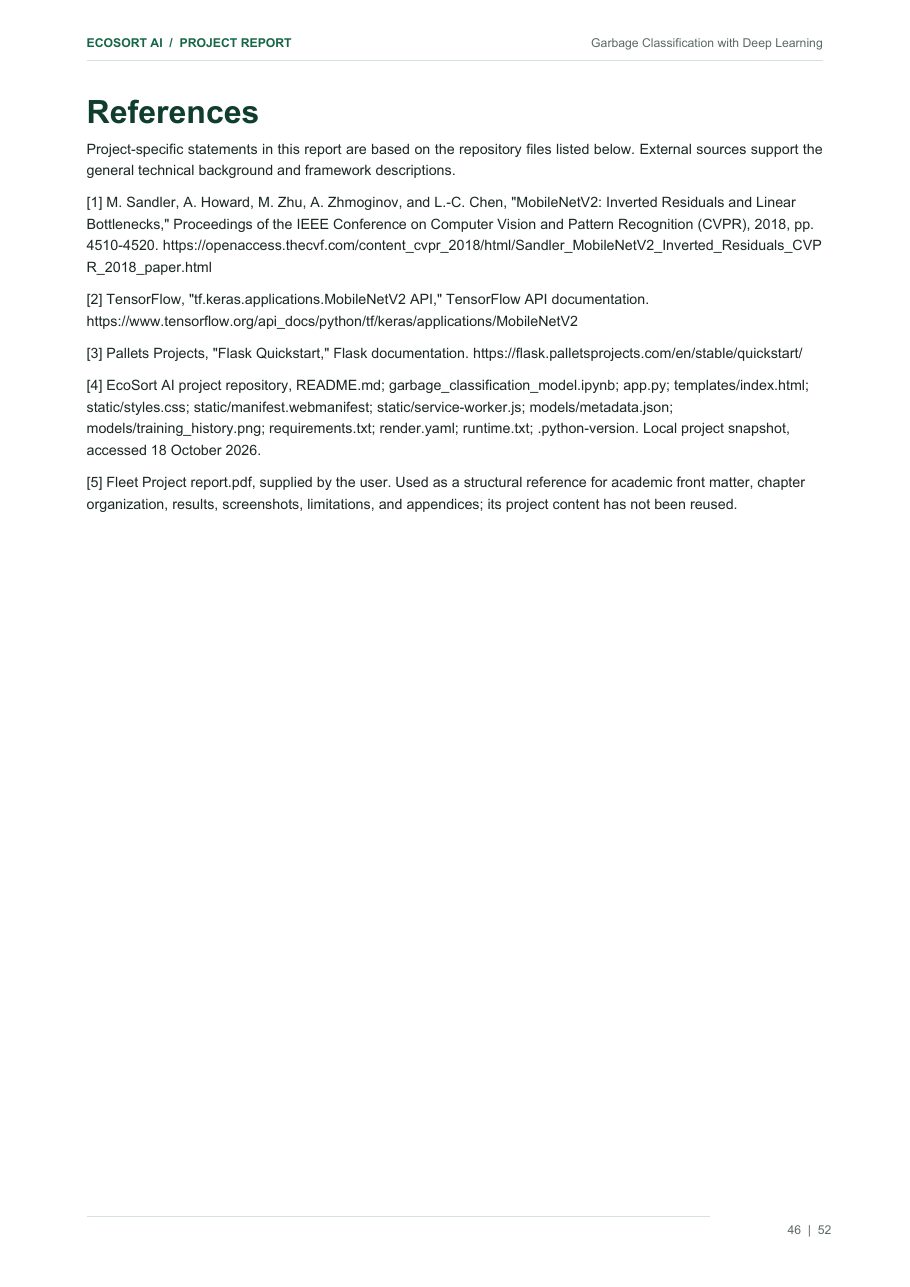 ECOSORT AI / PROJECT REPORT
Garbage Classification with Deep Learning
References
Project-specific statements in this report are based on the repository files listed below. External sources support the
general technical background and framework descriptions.
[1] M. Sandler, A. Howard, M. Zhu, A. Zhmoginov, and L.-C. Chen, "MobileNetV2: Inverted Residuals and Linear
Bottlenecks," Proceedings of the IEEE Conference on Computer Vision and Pattern Recognition (CVPR), 2018, pp.
4510-4520. https://openaccess.thecvf.com/content_cvpr_2018/html/Sandler_MobileNetV2_Inverted_Residuals_CVP
R_2018_paper.html
[2] TensorFlow, "tf.keras.applications.MobileNetV2 API," TensorFlow API documentation.
https://www.tensorflow.org/api_docs/python/tf/keras/applications/MobileNetV2
[3] Pallets Projects, "Flask Quickstart," Flask documentation. https://flask.palletsprojects.com/en/stable/quickstart/
[4] EcoSort AI project repository, README.md; garbage_classification_model.ipynb; app.py; templates/index.html;
static/styles.css; static/manifest.webmanifest; static/service-worker.js; models/metadata.json;
models/training_history.png; requirements.txt; render.yaml; runtime.txt; .python-version. Local project snapshot,
accessed 18 October 2026.
[5] Fleet Project report.pdf, supplied by the user. Used as a structural reference for academic front matter, chapter
organization, results, screenshots, limitations, and appendices; its project content has not been reused.
46 | 52